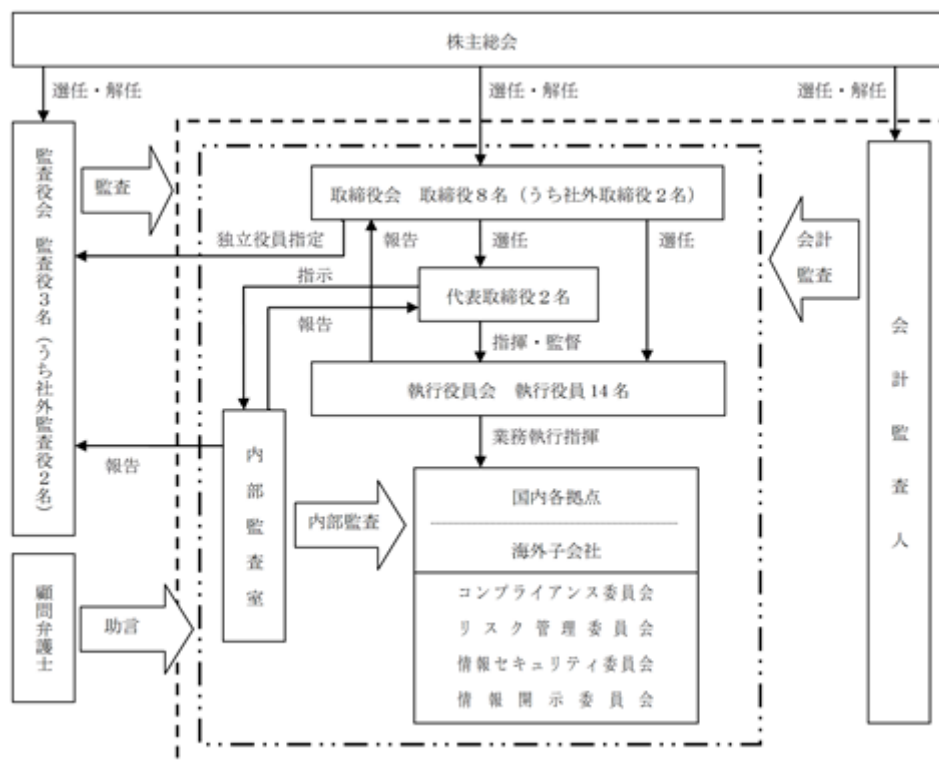 株主総会
選任・解任
選任・解任
選任・解任
監査役会 監査役3名（うち社外監査役2名）
監査
取締役会 取締役8名（うち社外取締役2名）
独立役員指定
報告
選任
選任
会計
監査
指示
代表取締役2名
報告
指揮・監督
執行役員会 執行役員14名
業務執行指揮
報告
内部監査室
内部監査
国内各拠点
海外子会社
コンプライアンス委員会
リスク管理委員会
情報セキュリティ委員会
情報開示委員会
会計監査人
顧問弁護士
助言